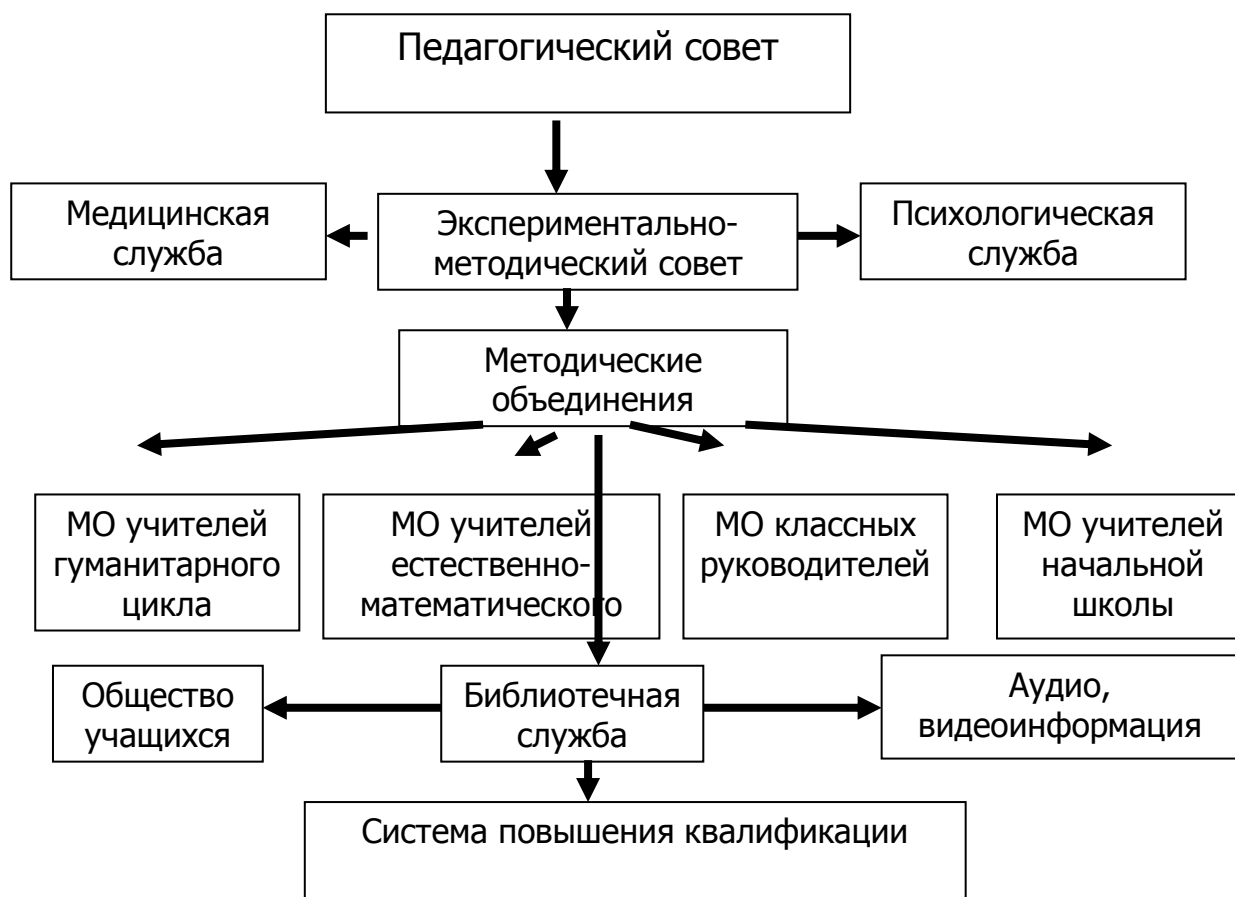 Педагогический совет
Медицинская
служба
Экспериментально-
методический совет
Психологическая
служба
Методические
объединения
МО учителей
гуманитарного
цикла
МО учителей
естественно-
математического
МО классных
руководителей
МО учителей
начальной
школы
Общество
учащихся
Библиотечная
служба
Аудио,
видеоинформация
Система повышения квалификации